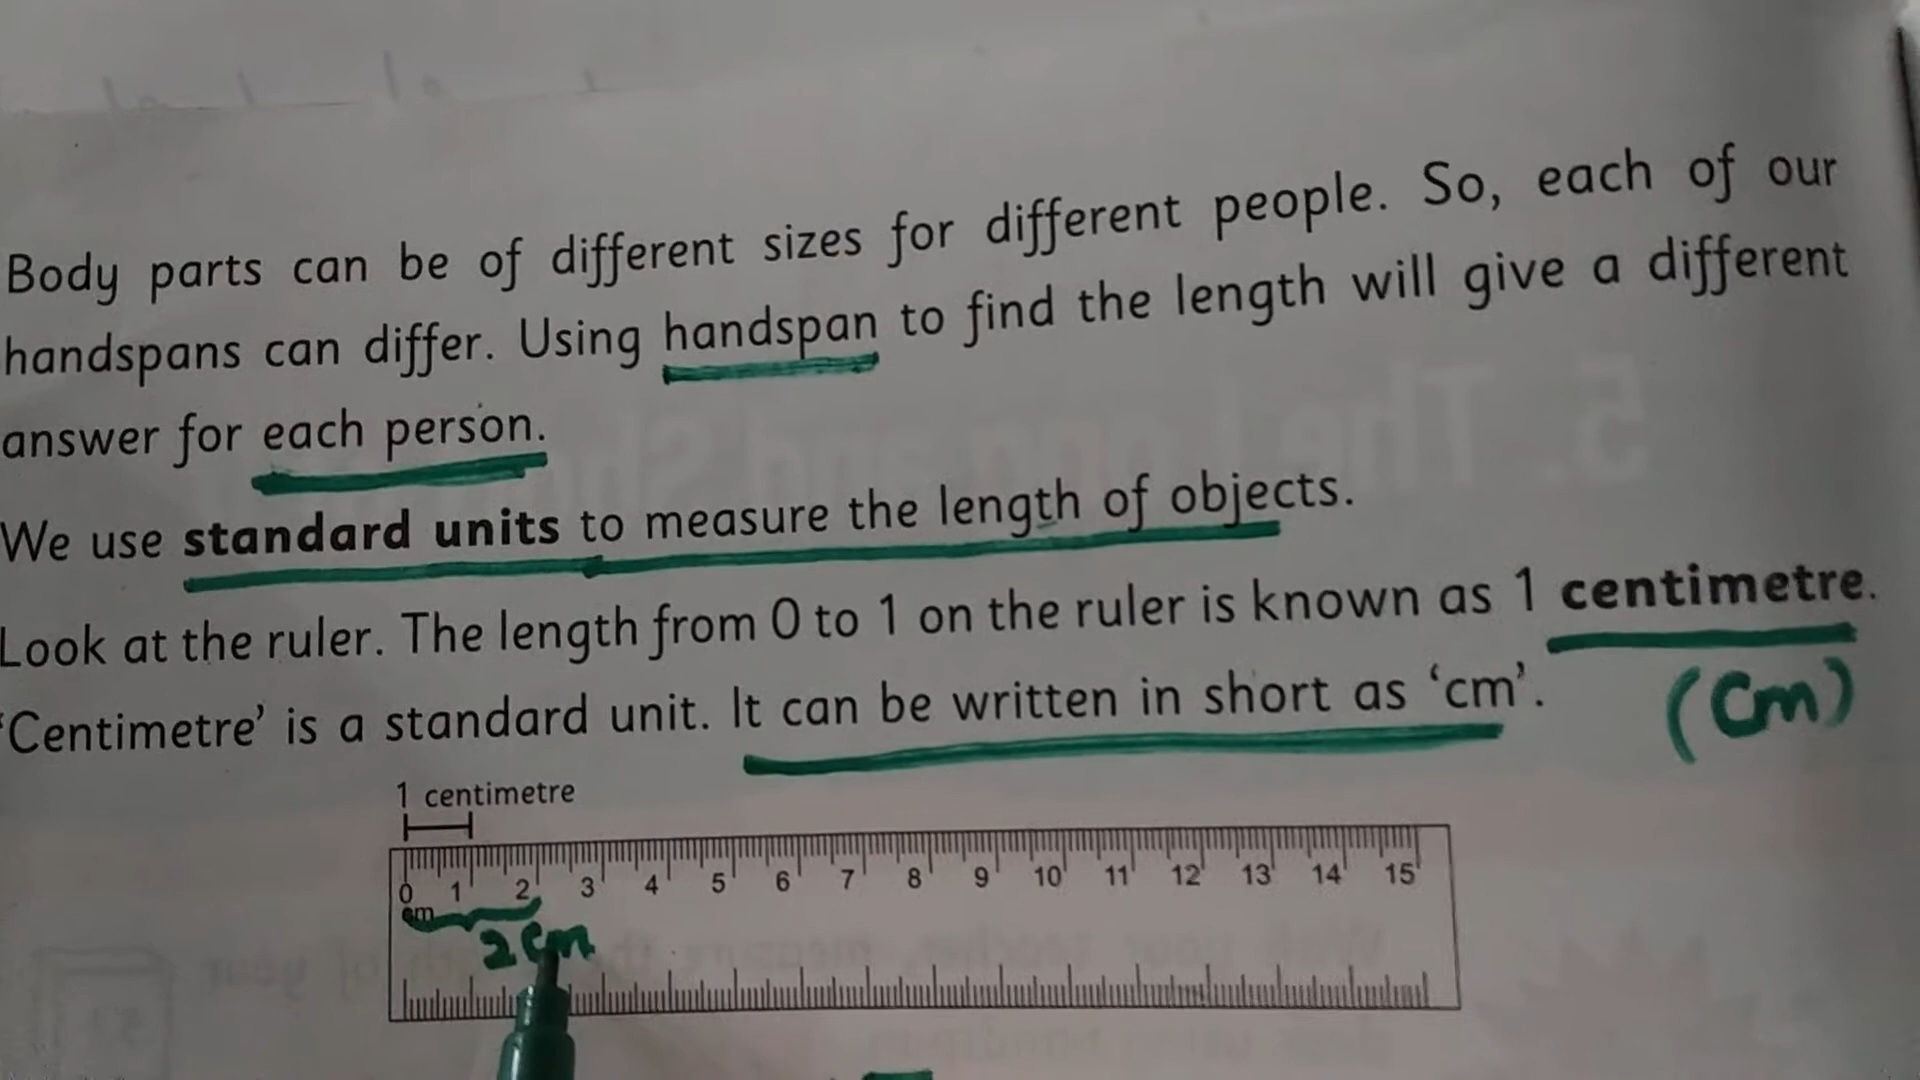 Body parts can be of different sizes for different people. So, each of our
handspans can differ. Using handspan to find the length will give a different
answer for each person.
We use standard units to measure the length of objects.
Look at the ruler. The length from 0 to 1 on the ruler is known as 1 centimetre.
'Centimetre' is a standard unit. It can be written in short as 'cm'.
(cm)
1 centimetre
0 1 2 3 4 5 6 7 8 9 10 11 12 13 14 15
cm
2 cm